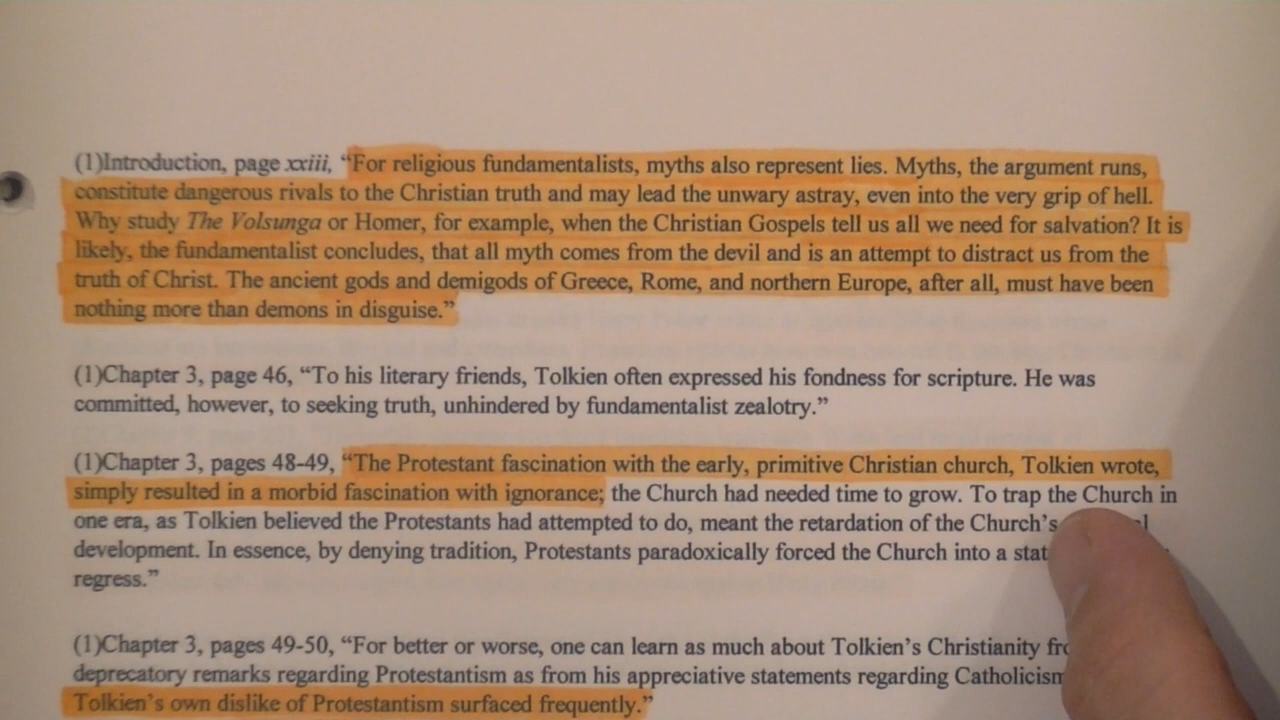 (1)Introduction, page xxiii, “For religious fundamentalists, myths also represent lies. Myths, the argument runs,
constitute dangerous rivals to the Christian truth and may lead the unwary astray, even into the very grip of hell.
Why study The Volsunga or Homer, for example, when the Christian Gospels tell us all we need for salvation? It is
likely, the fundamentalist concludes, that all myth comes from the devil and is an attempt to distract us from the
truth of Christ. The ancient gods and demigods of Greece, Rome, and northern Europe, after all, must have been
nothing more than demons in disguise.”
(1)Chapter 3, page 46, “To his literary friends, Tolkien often expressed his fondness for scripture. He was
committed, however, to seeking truth, unhindered by fundamentalist zealotry.”
(1)Chapter 3, pages 48-49, “The Protestant fascination with the early, primitive Christian church, Tolkien wrote,
simply resulted in a morbid fascination with ignorance; the Church had needed time to grow. To trap the Church in
one era, as Tolkien believed the Protestants had attempted to do, meant the retardation of the Church’s
development. In essence, by denying tradition, Protestants paradoxically forced the Church into a
regress.”
(1)Chapter 3, pages 49-50, “For better or worse, one can learn as much about Tolkien’s Christianity
deprecatory remarks regarding Protestantism as from his appreciative statements regarding Catholicism
Tolkien’s own dislike of Protestantism surfaced frequently.”